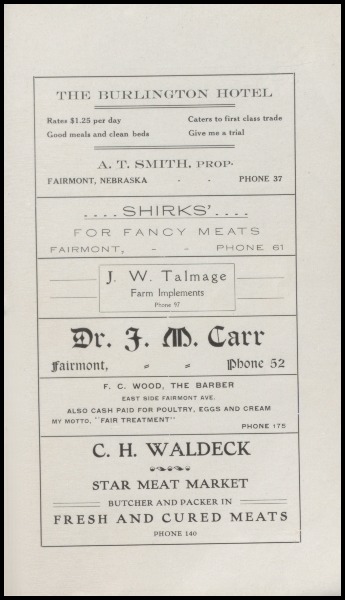 THE BURLINGTON HOTEL
Rates $1.25 per day Caters to first class trade
Good meals and clean beds Give me a trial
A. T. SMITH, PROP.
FAIRMONT, NEBRASKA - - PHONE 37
....SHIRKS'....
FOR FANCY MEATS
FAIRMONT, - - PHONE 61
J. W. Talmage
Farm Implements
Phone 97
Dr. J. M. Carr
Fairmont, - - Phone 52
F. C. WOOD, THE BARBER
EAST SIDE FAIRMONT AVE.
ALSO CASH PAID FOR POULTRY, EGGS AND CREAM
MY MOTTO, "FAIR TREATMENT"
PHONE 175
C. H. WALDECK
STAR MEAT MARKET
BUTCHER AND PACKER IN
FRESH AND CURED MEATS
PHONE 140